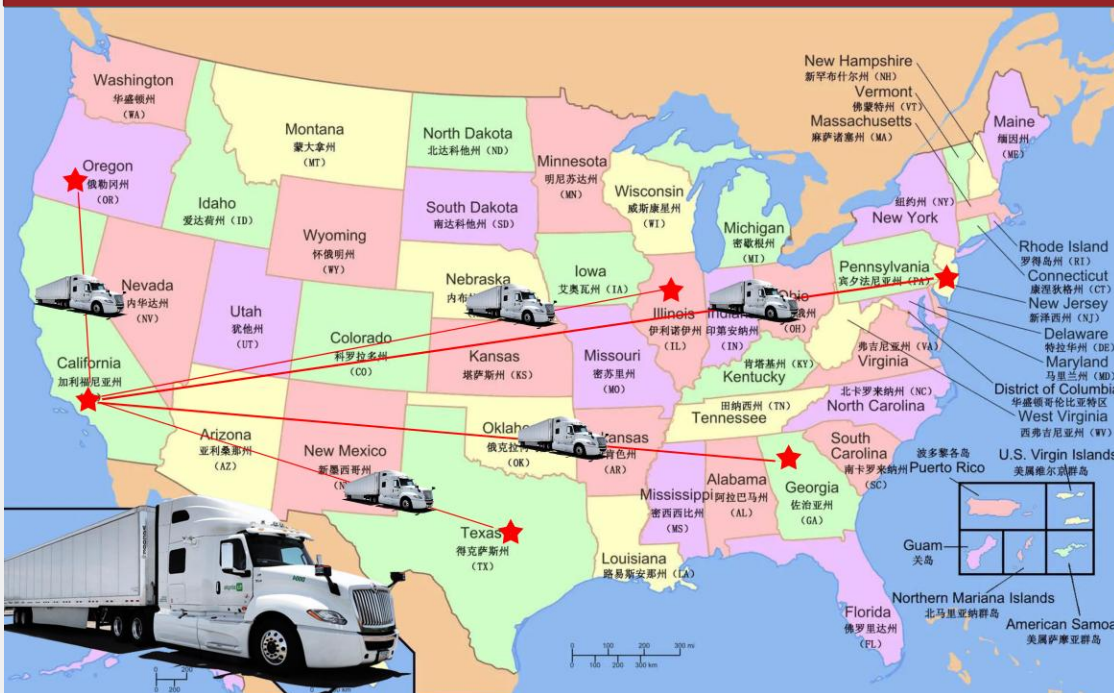 Washington
华盛顿州
(WA)
Oregon
俄勒冈州
(OR)
California
加利福尼亚州
Nevada
内华达州
(NV)
Idaho
爱达荷州(ID)
Montana
蒙大拿州
(MT)
Wyoming
怀俄明州
(WY)
Utah
犹他州
(UT)
Arizona
亚利桑那州
(AZ)
Colorado
科罗拉多州
(CO)
New Mexico
新墨西哥州
North Dakota
北达科他州(ND)
South Dakota
南达科他州(SD)
Nebraska
Kansas
堪萨斯州(KS)
(OK)
Texas
得克萨斯州
(TX)
Minnesota
明尼苏达州
(MN)
Iowa
艾奥瓦州(IA)
Missouri
密苏里州
(MO)
(AR)
Louisiana
路易斯安那州(LA)
Wisconsin
威斯康星州
(WI)
Illinois
伊利诺伊州
(IL)
Michigan
密歇根州
(MI)
印第安纳州
(IN)
Ohio
(OH)
肯塔基州(KY)
Kentucky
田纳西州(TN)
Tennessee
Mississippi
密西西比州
(MS)
Alabama
阿拉巴马州
(AL)
Georgia
佐治亚州
(GA)
Florida
佛罗里达州
(FL)
South
Carolina
南卡罗来纳州
(SC)
北卡罗来纳州(NC)
North Carolina
弗吉尼亚州(VA)
Virginia
Pennsylvania
宾夕法尼亚州(PA)
纽约州(NY)
New York
New Hampshire
新罕布什尔州(NH)
Vermont
佛蒙特州(VT)
Massachusetts
麻萨诸塞州(MA)
Maine
缅因州
(ME)
Rhode Island
罗得岛州(RI)
Connecticut
康涅狄格州(CT)
New Jersey
新泽西州(NJ)
Delaware
特拉华州(DE)
Maryland
马里兰州(MD)
District of Columbia
华盛顿哥伦比亚特区
West Virginia
西弗吉尼亚州(WV)
波多黎各岛
Puerto Rico
U.S. Virgin Islands
美属维尔京群岛
Guam
关岛
Northern Mariana Islands
北马里亚纳群岛
American Samoa
美属萨摩亚群岛
0 100 200 300 mi
0 100 200 300 km